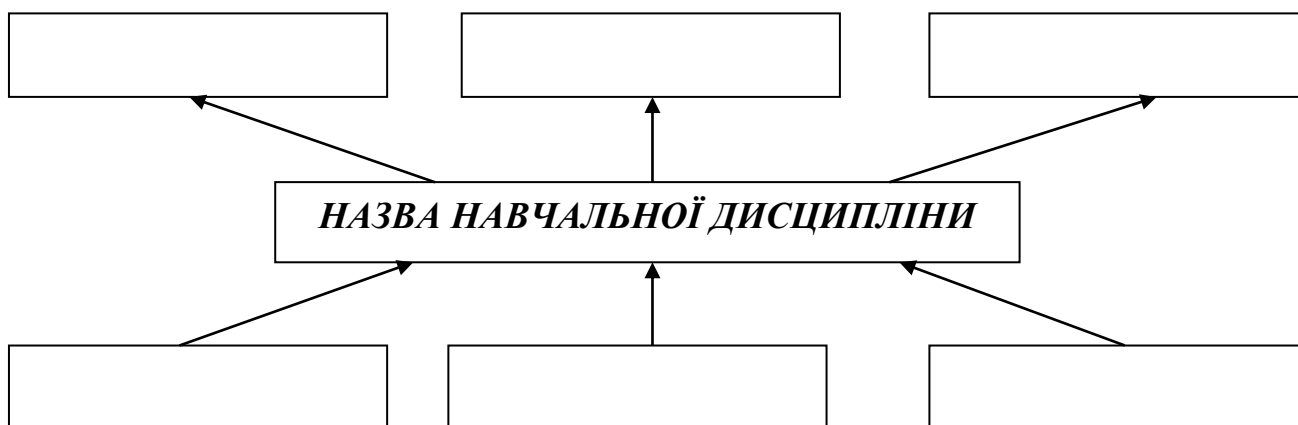 НАЗВА НАВЧАЛЬНОЇ ДИСЦИПЛІНИ